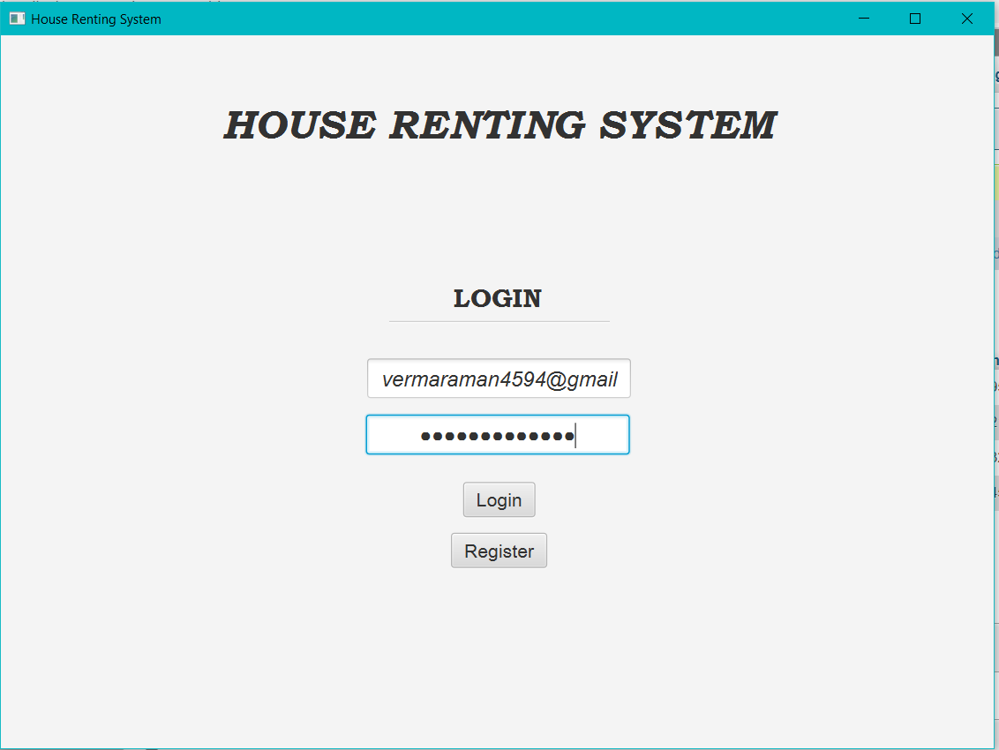 House Renting System
HOUSE RENTING SYSTEM
LOGIN
vermaraman4594@gmail
•••••••••••••
Login
Register